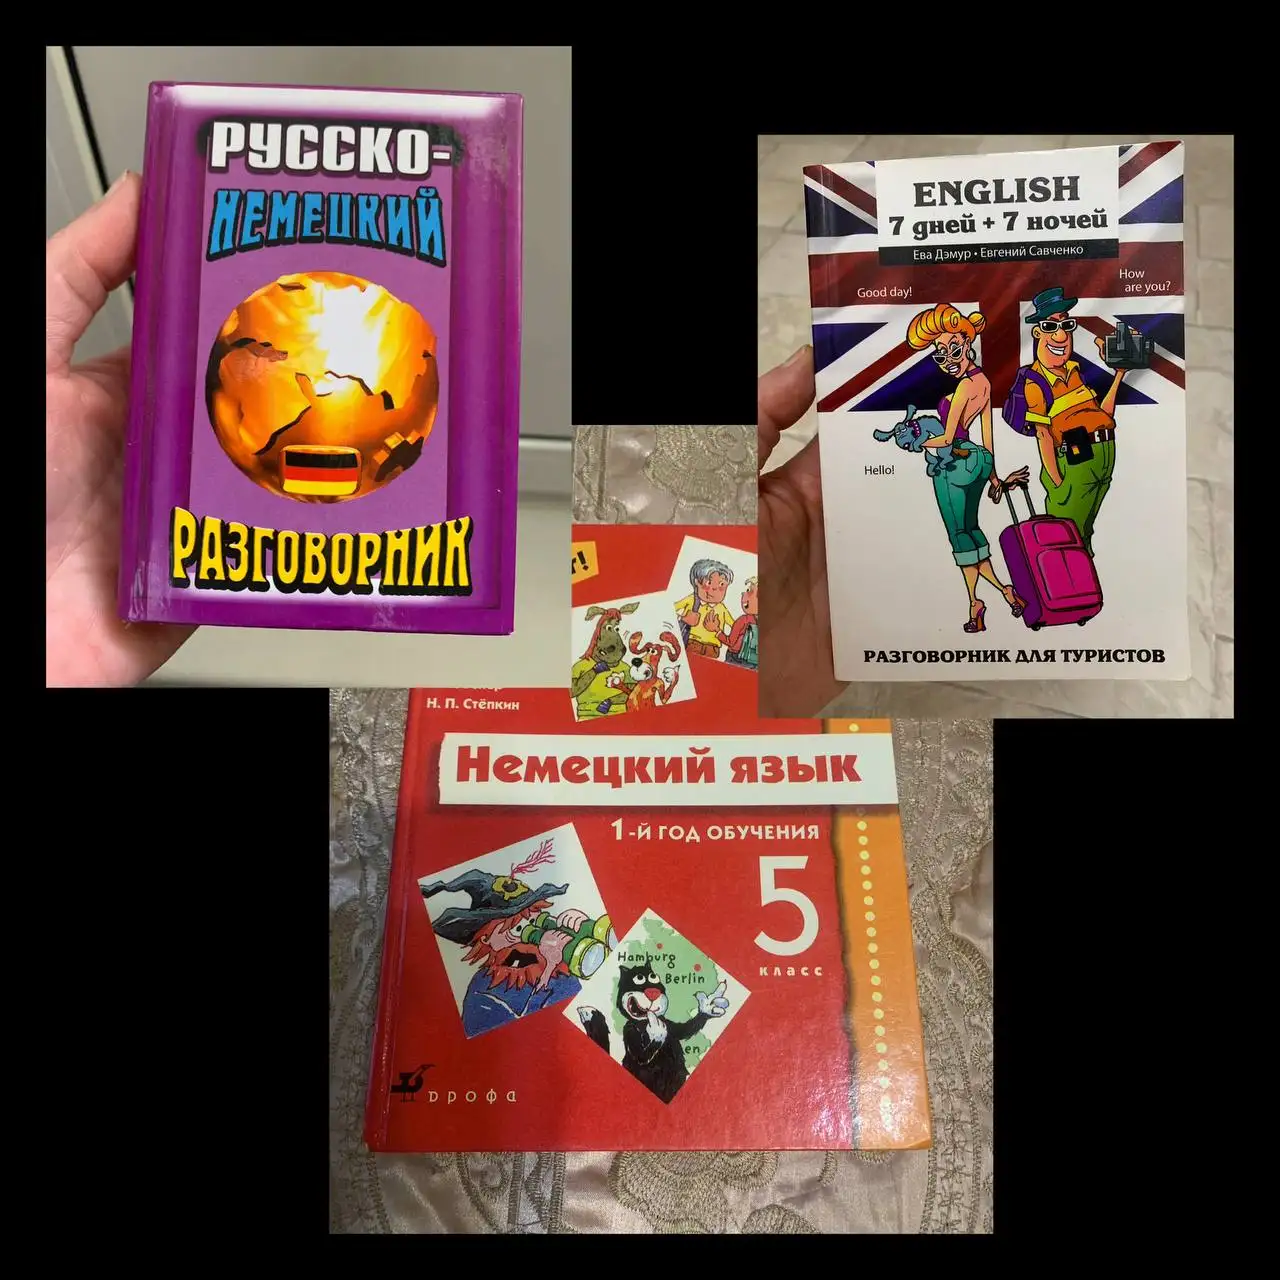 РУССКО-
НЕМЕЦКИЙ
РАЗГОВОРНИК
ENGLISH
7 дней + 7 ночей
Ева Дэмур • Евгений Савченко
Good day!
How
are you?
Hello!
РАЗГОВОРНИК ДЛЯ ТУРИСТОВ
Н. П. Стёпкин
Немецкий язык
1-й ГОД ОБУЧЕНИЯ
5
класс
Hamburg
Berlin
en
дрофа